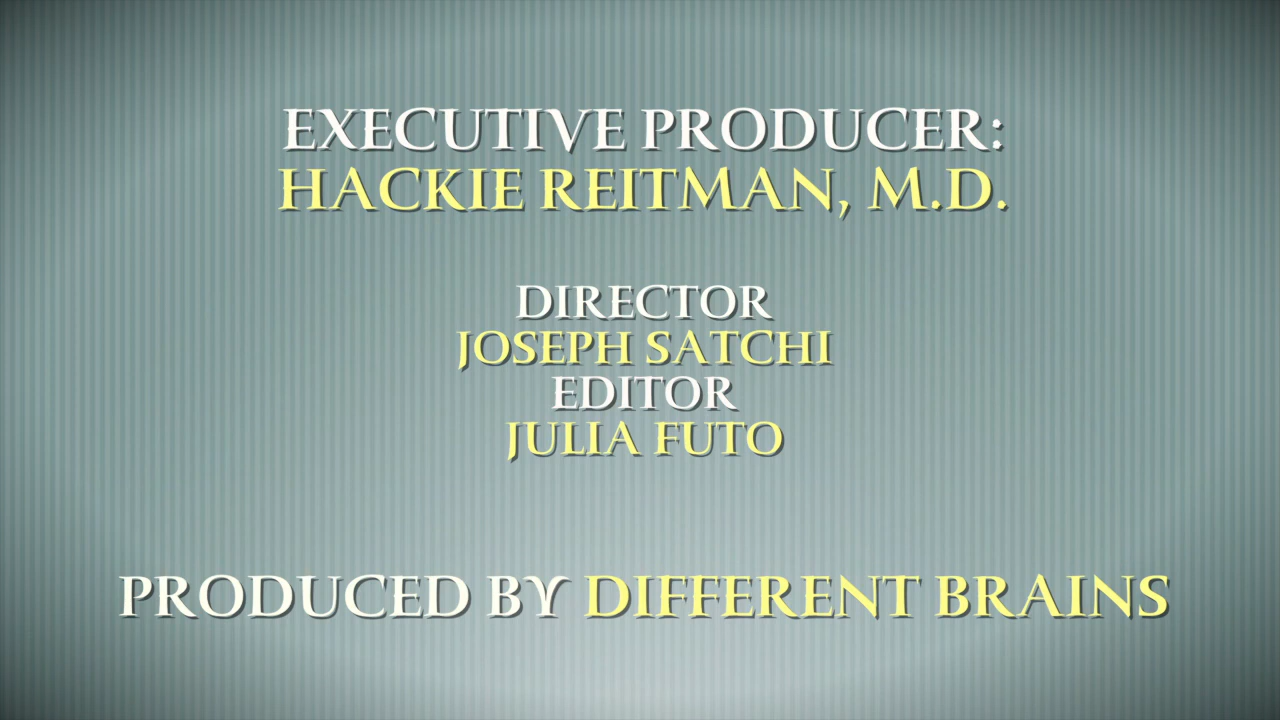 EXECUTIVE PRODUCER:
HACKIE REITMAN, M.D.
DIRECTOR
JOSEPH SATCHI
EDITOR
JULIA FUTO
PRODUCED BY DIFFERENT BRAINS